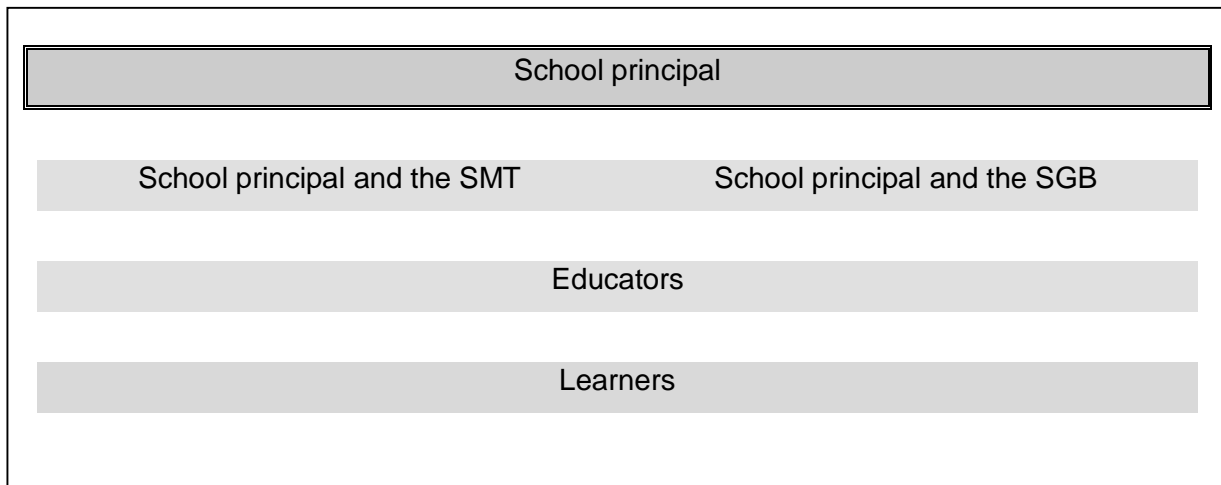 School principal
School principal and the SMT School principal and the SGB
Educators
Learners